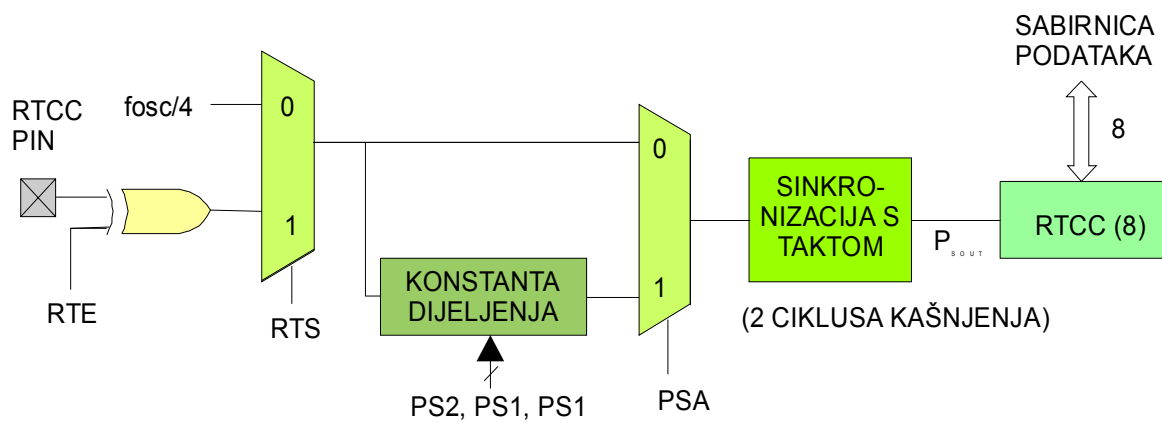 SABIRNICA
PODATAKA
8
RTCC
PIN
fosc/4
0
1
RTE
RTS
KONSTANTA
DIJELJENJA
PS2, PS1, PS1
0
1
PSA
SINKRO-
NIZACIJA S
TAKTOM
(2 CIKLUSA KAŠNJENJA)
PSOUT
RTCC (8)